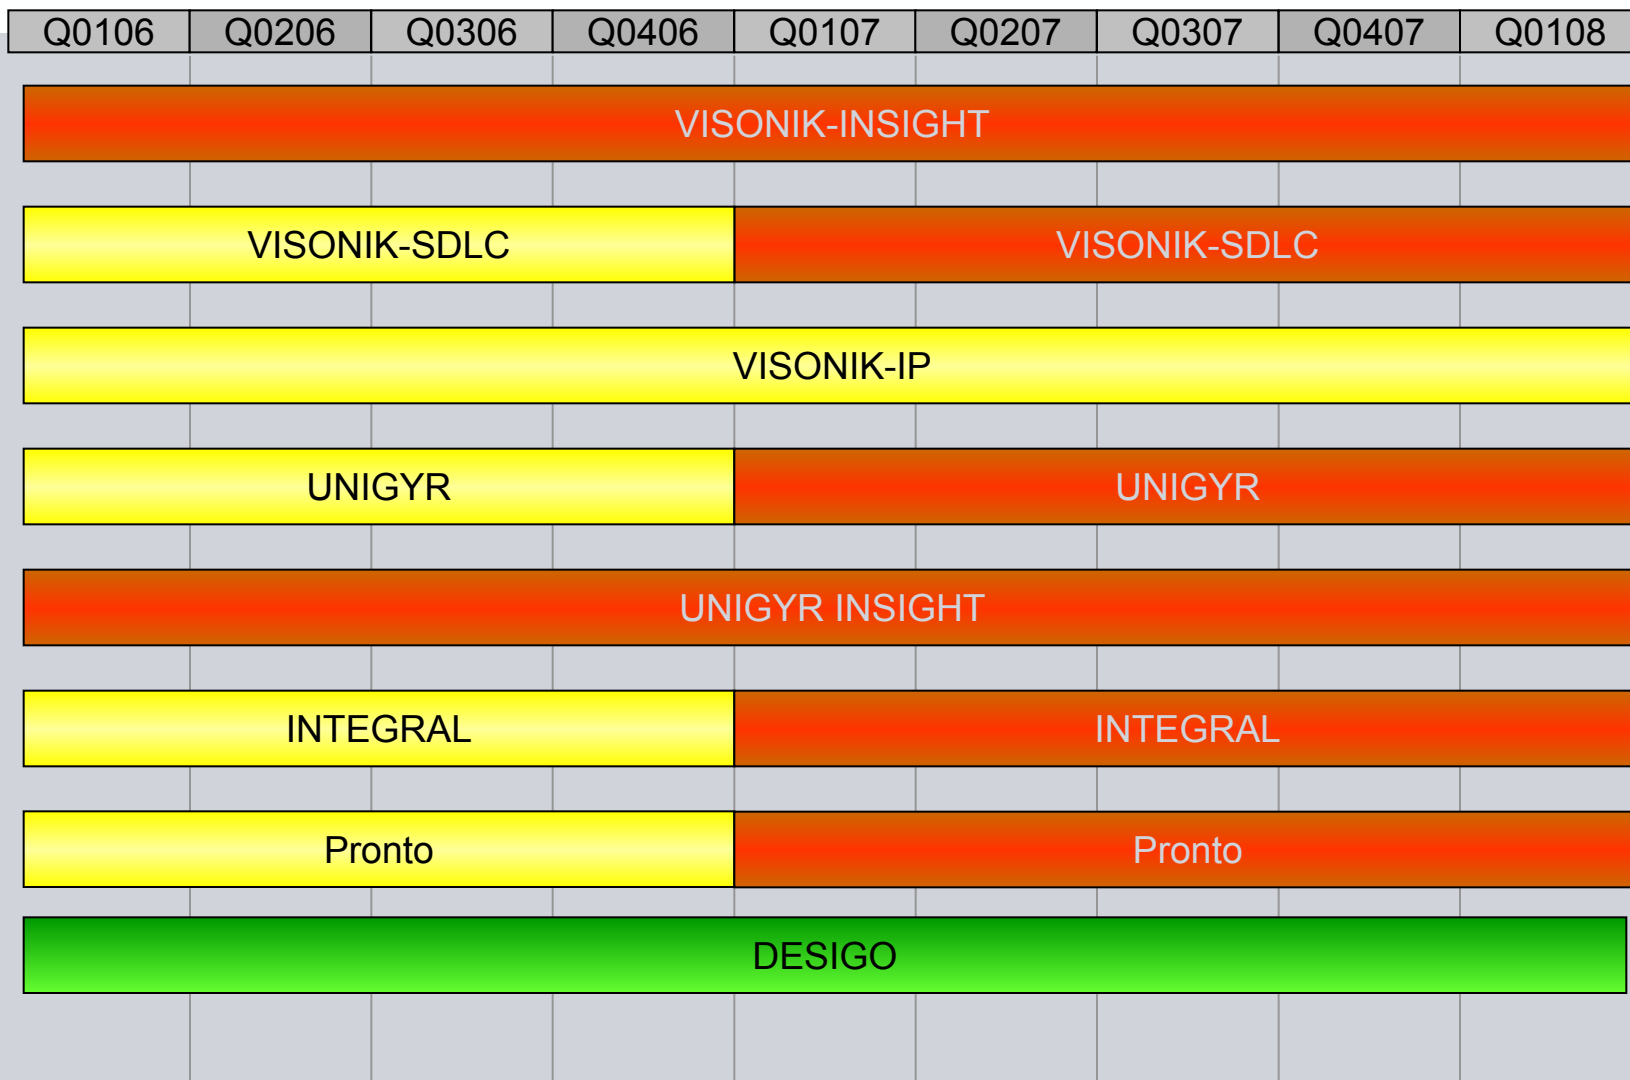 Q0106 Q0206 Q0306 Q0406 Q0107 Q0207 Q0307 Q0407 Q0108
VISONIK-INSIGHT
VISONIK-SDLC VISONIK-SDLC
VISONIK-IP
UNIGYR UNIGYR
UNIGYR INSIGHT
INTEGRAL INTEGRAL
Pronto Pronto
DESIGO